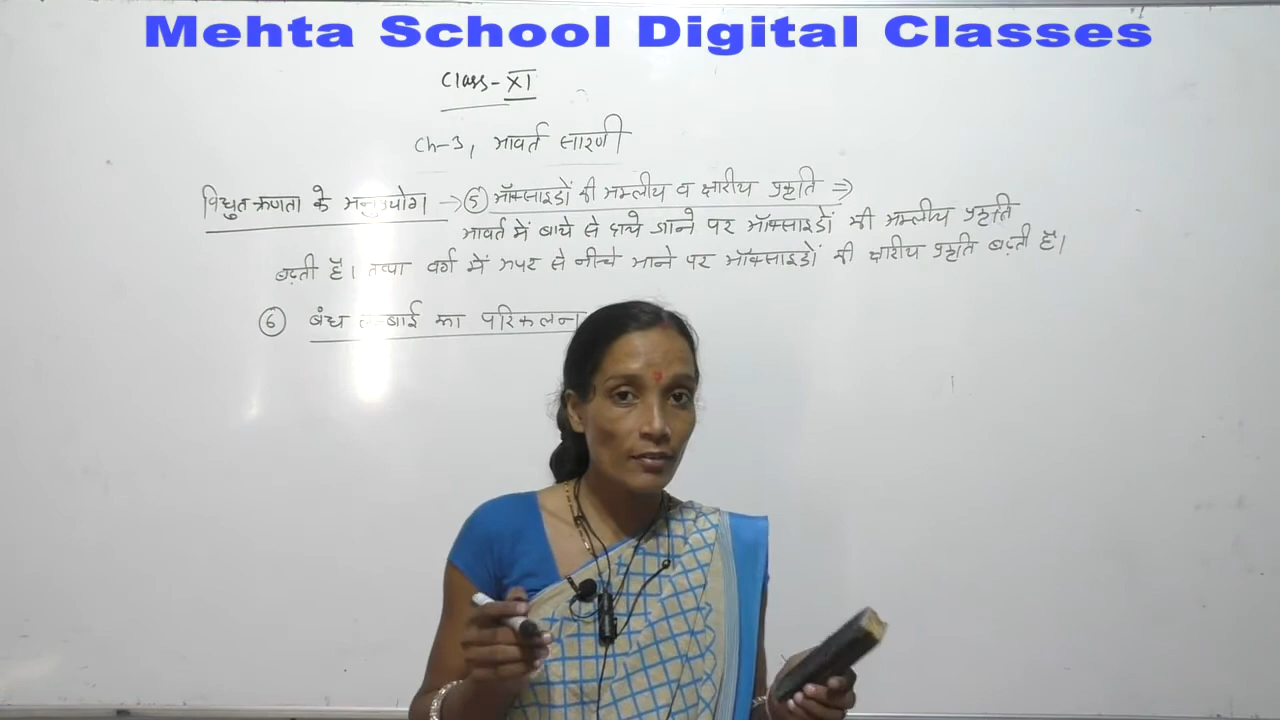 Mehta School Digital Classes
Class-XI
Ch-3, आवर्त सारणी
विद्युतऋणता के अनुप्रयोग → ⑤ ऑक्साइडों की अम्लीय व क्षारीय प्रकृति ⇒
आवर्त में बाये से दाये जाने पर ऑक्साइडों की अम्लीय प्रकृति
बढ़ती हैं। तथा वर्ग में ऊपर से नीचे आने पर ऑक्साइडों की क्षारीय प्रकृति बढ़ती हैं।
⑥ बंध लम्बाई का परिकलन